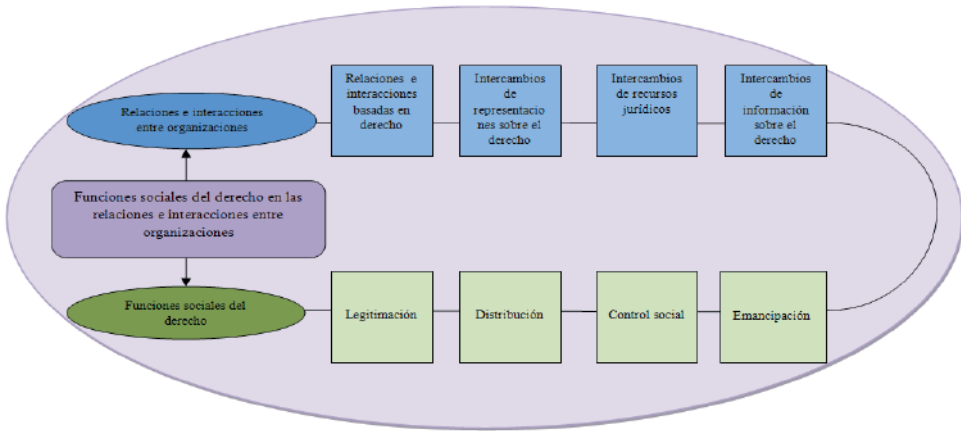 Relaciones e interacciones
entre organizaciones
Relaciones e
interacciones
basadas en
derecho
Intercambios
de
representacio
nes sobre el
derecho
Intercambios
de recursos
jurídicos
Intercambios
de
información
sobre el
derecho
Funciones sociales del derecho en las
relaciones e interacciones entre
organizaciones
Funciones sociales del
derecho
Legitimación
Distribución
Control social
Emancipación